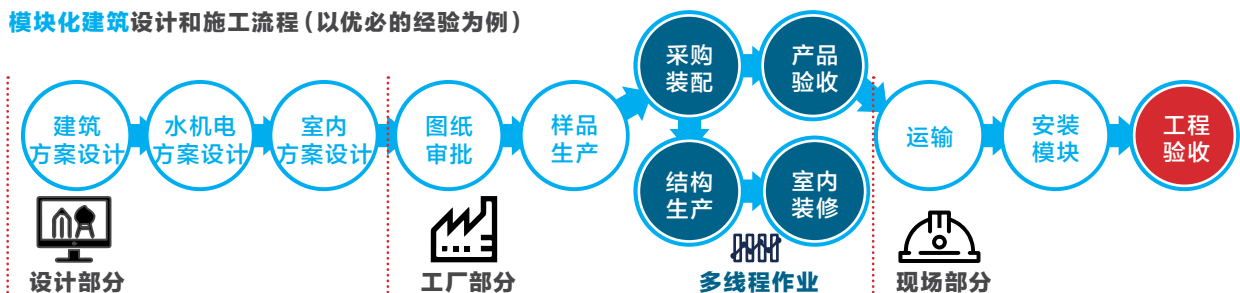 模块化建筑设计和施工流程（以优必的经验为例）
建筑
方案设计
水机电
方案设计
室内
方案设计
图纸
审批
样品
生产
采购
装配
产品
验收
结构
生产
室内
装修
运输
安装
模块
工程
验收
设计部分
工厂部分
多线程作业
现场部分